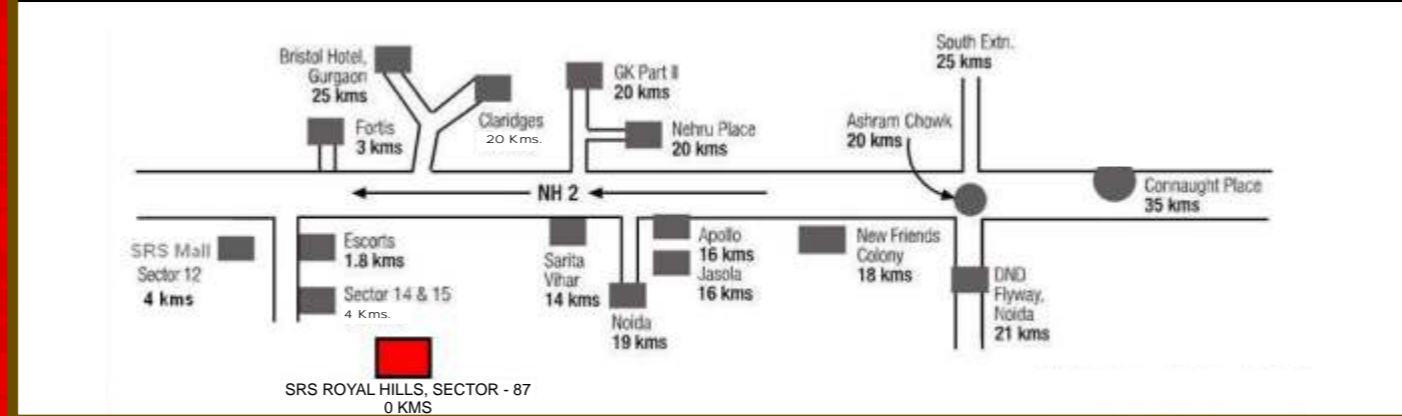 Bristol Hotel,
Gurgaon
25 kms
Fortis
3 kms
Claridges
20 Kms.
GK Part II
20 kms
Nehru Place
20 kms
South Extn.
25 kms
Ashram Chowk
20 kms
NH 2
Connaught Place
35 kms
SRS Mall
Sector 12
4 kms
Escorts
1.8 kms
Sector 14 & 15
4 Kms.
Sarita
Vihar
14 kms
Noida
19 kms
Apollo
16 kms
Jasola
16 kms
New Friends
Colony
18 kms
DND
Flyway,
Noida
21 kms
SRS ROYAL HILLS, SECTOR - 87
0 KMS